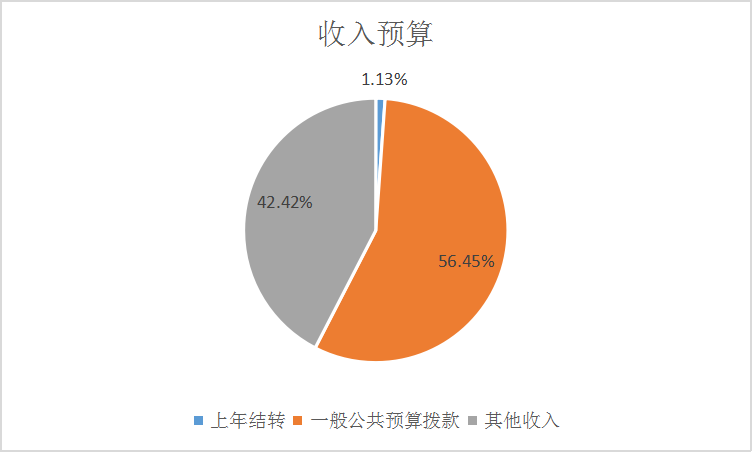 收入预算
1.13%
42.42%
56.45%
上年结转 一般公共预算拨款 其他收入